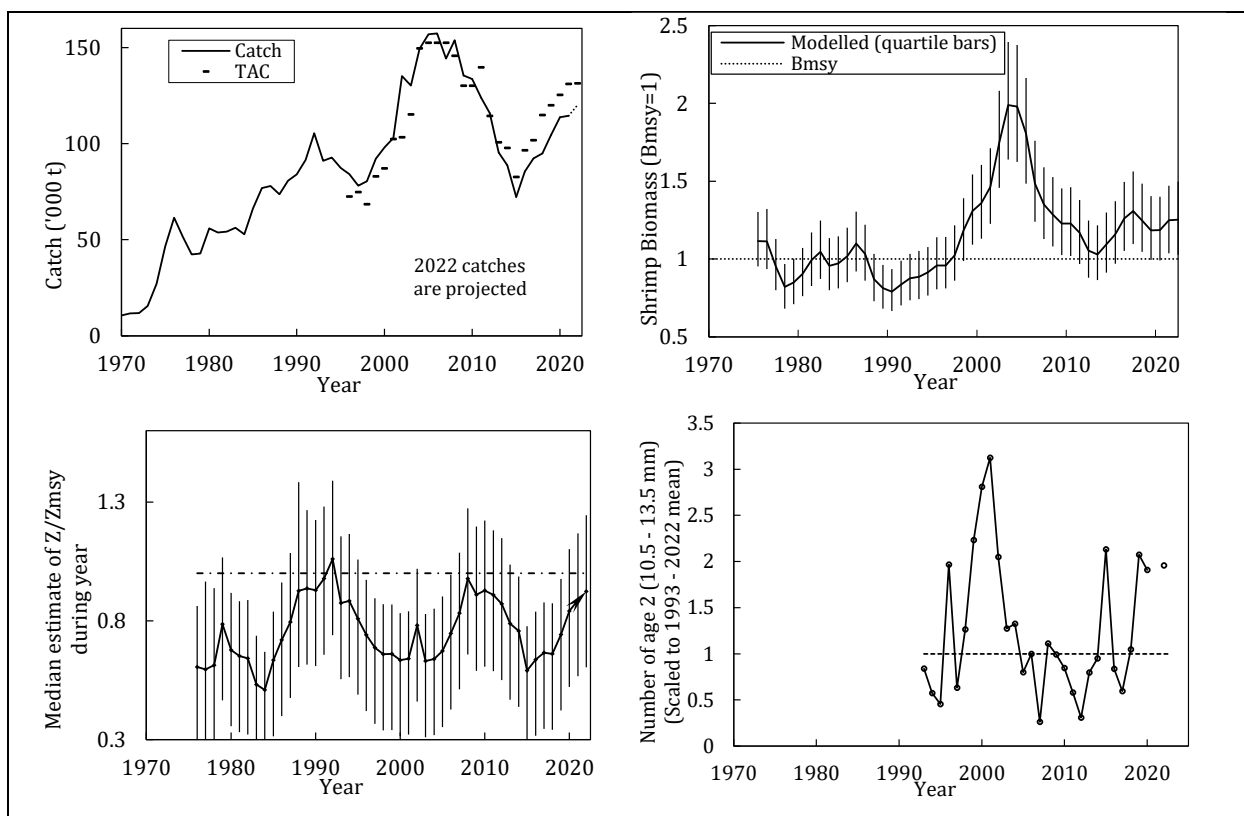 Catch
TAC
150
100
50
0
Catch ('000 t)
2022 catches
are projected
1970 1980 1990 2000 2010 2020
Year
Modelled (quartile bars)
Bmsy
2.5
2
1.5
1
0.5
Shrimp Biomass (Bmsy=1)
1970 1980 1990 2000 2010 2020
Year
1970 1980 1990 2000 2010 2020
Year
1.3
0.8
0.3
Median estimate of Z/Zmsy
during year
3.5
3
2.5
2
1.5
1
0.5
0
Number of age 2 (10.5 - 13.5 mm)
(Scaled to 1993 - 2022 mean)
1970 1980 1990 2000 2010 2020
Year